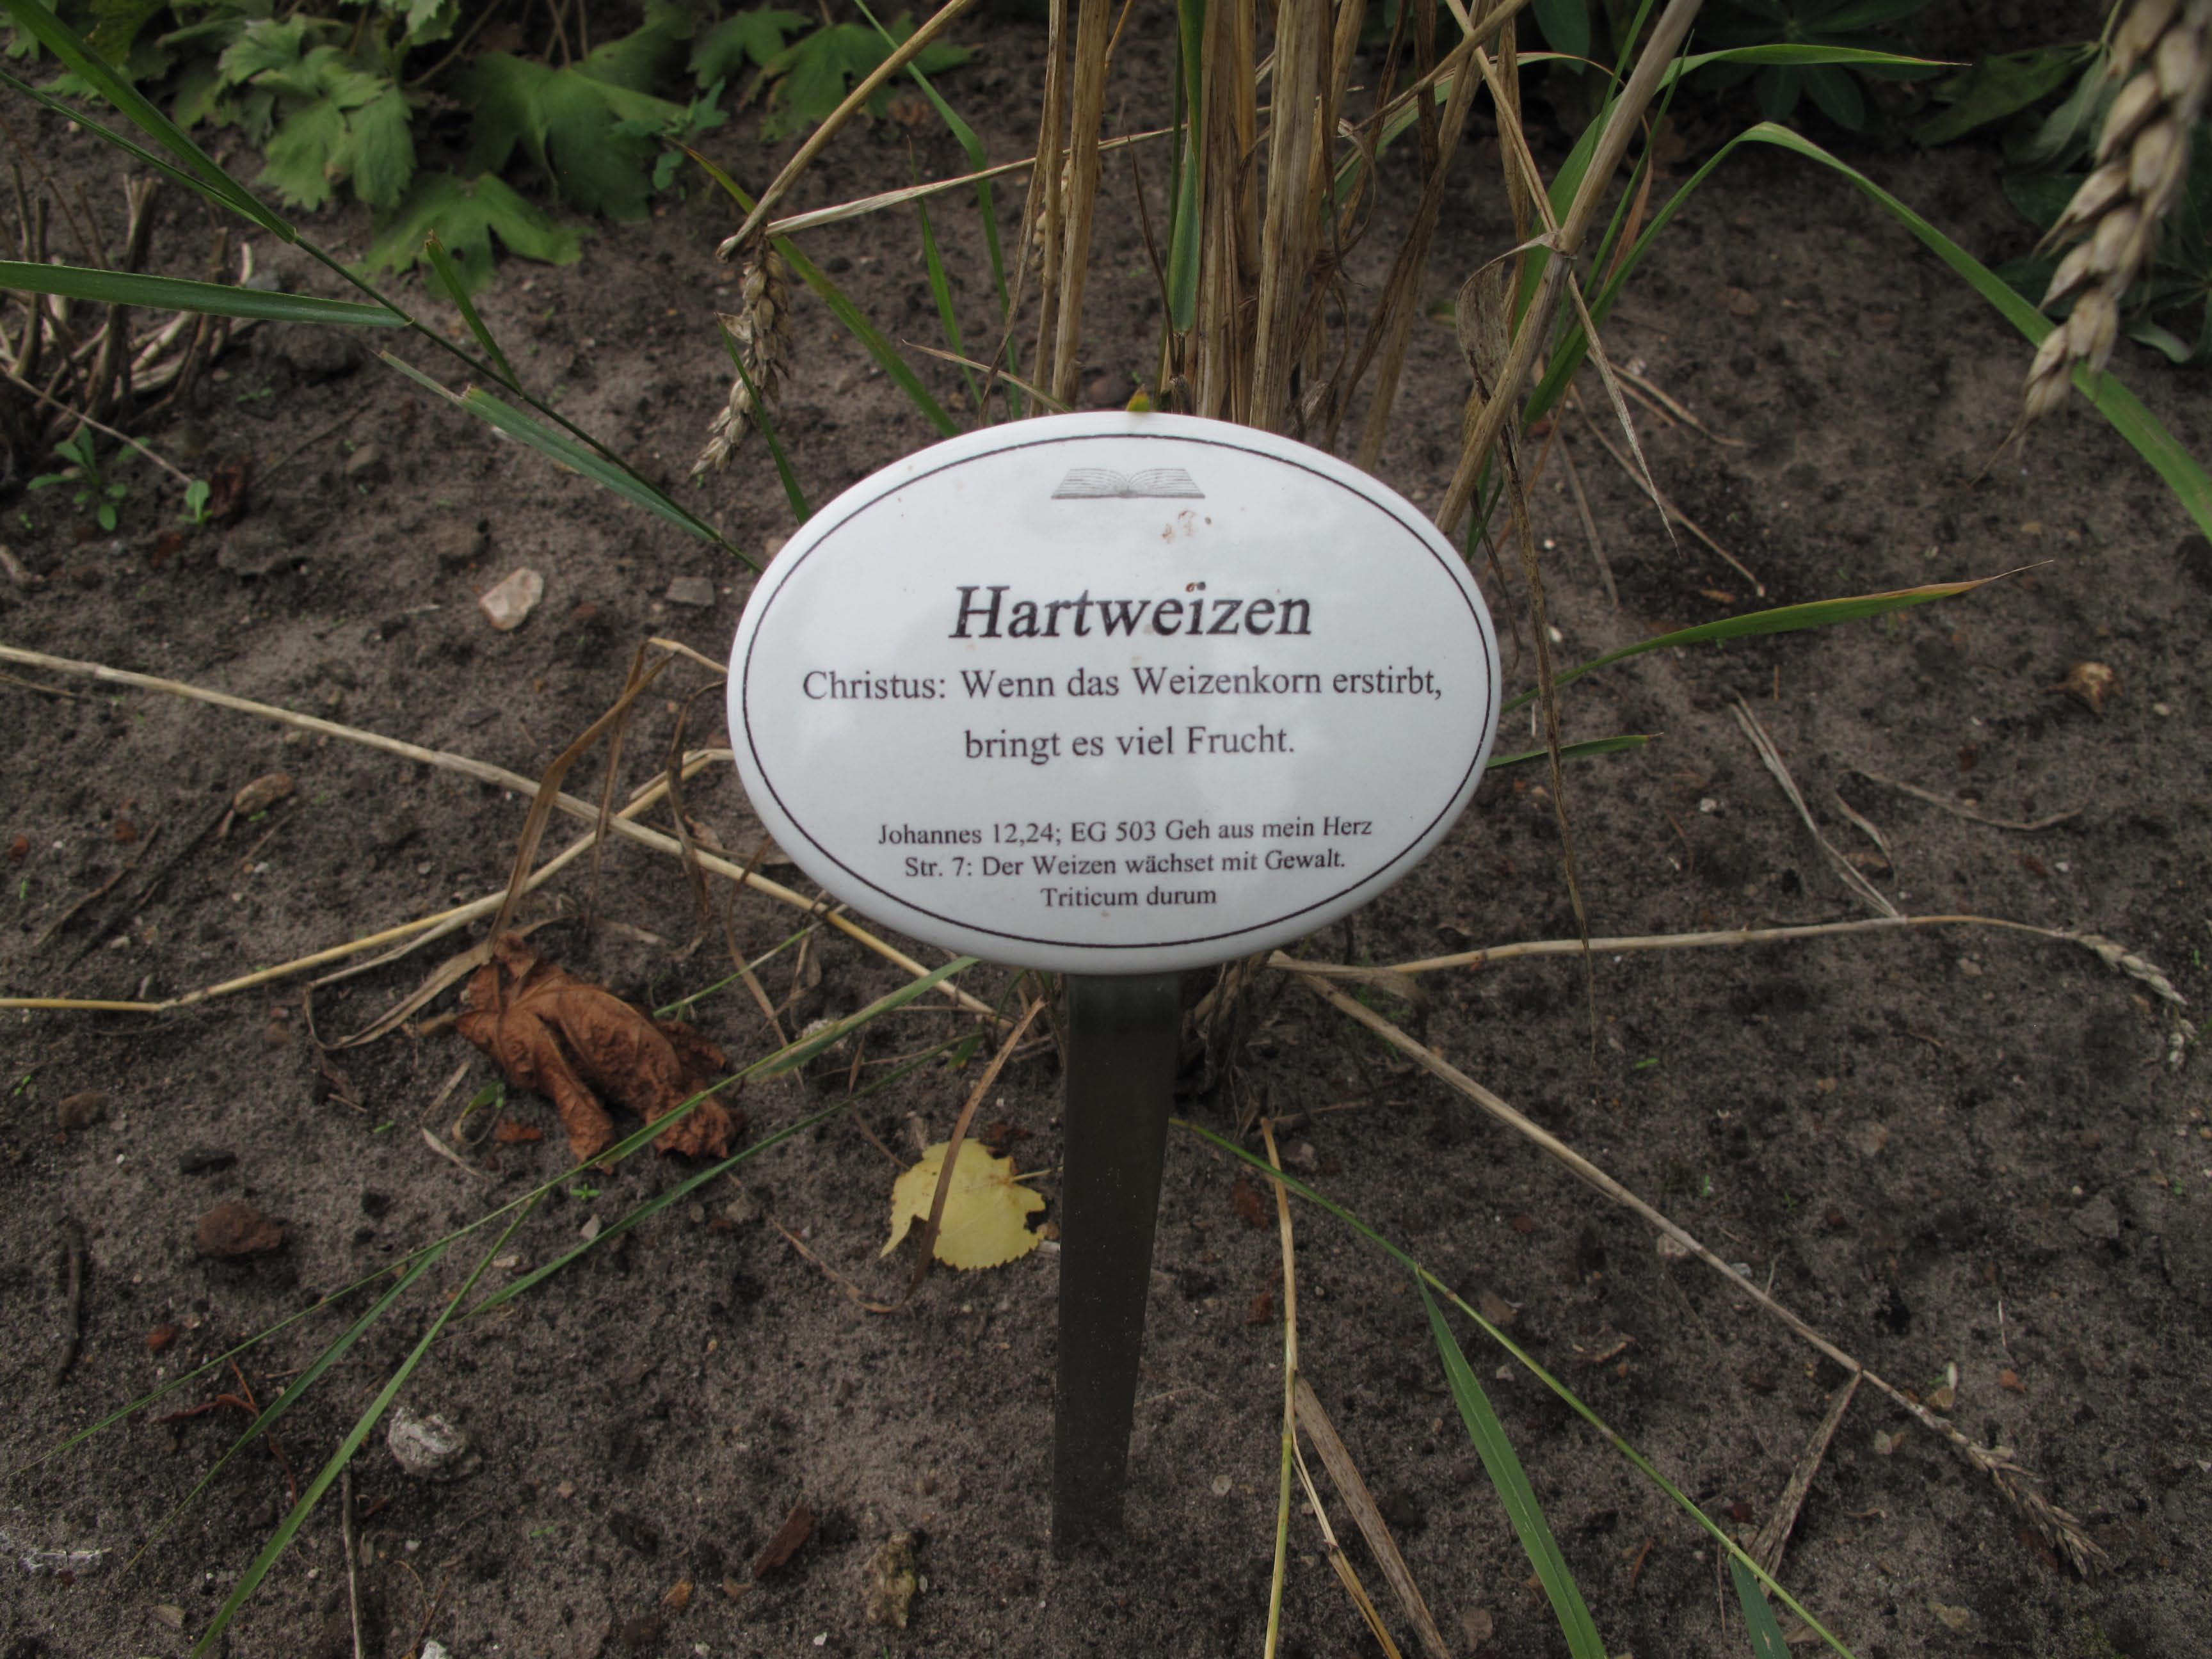 Hartweizen
Christus: Wenn das Weizenkorn erstirbt,
bringt es viel Frucht.
Johannes 12,24; EG 503 Geh aus mein Herz
Str. 7: Der Weizen wächset mit Gewalt.
Triticum durum